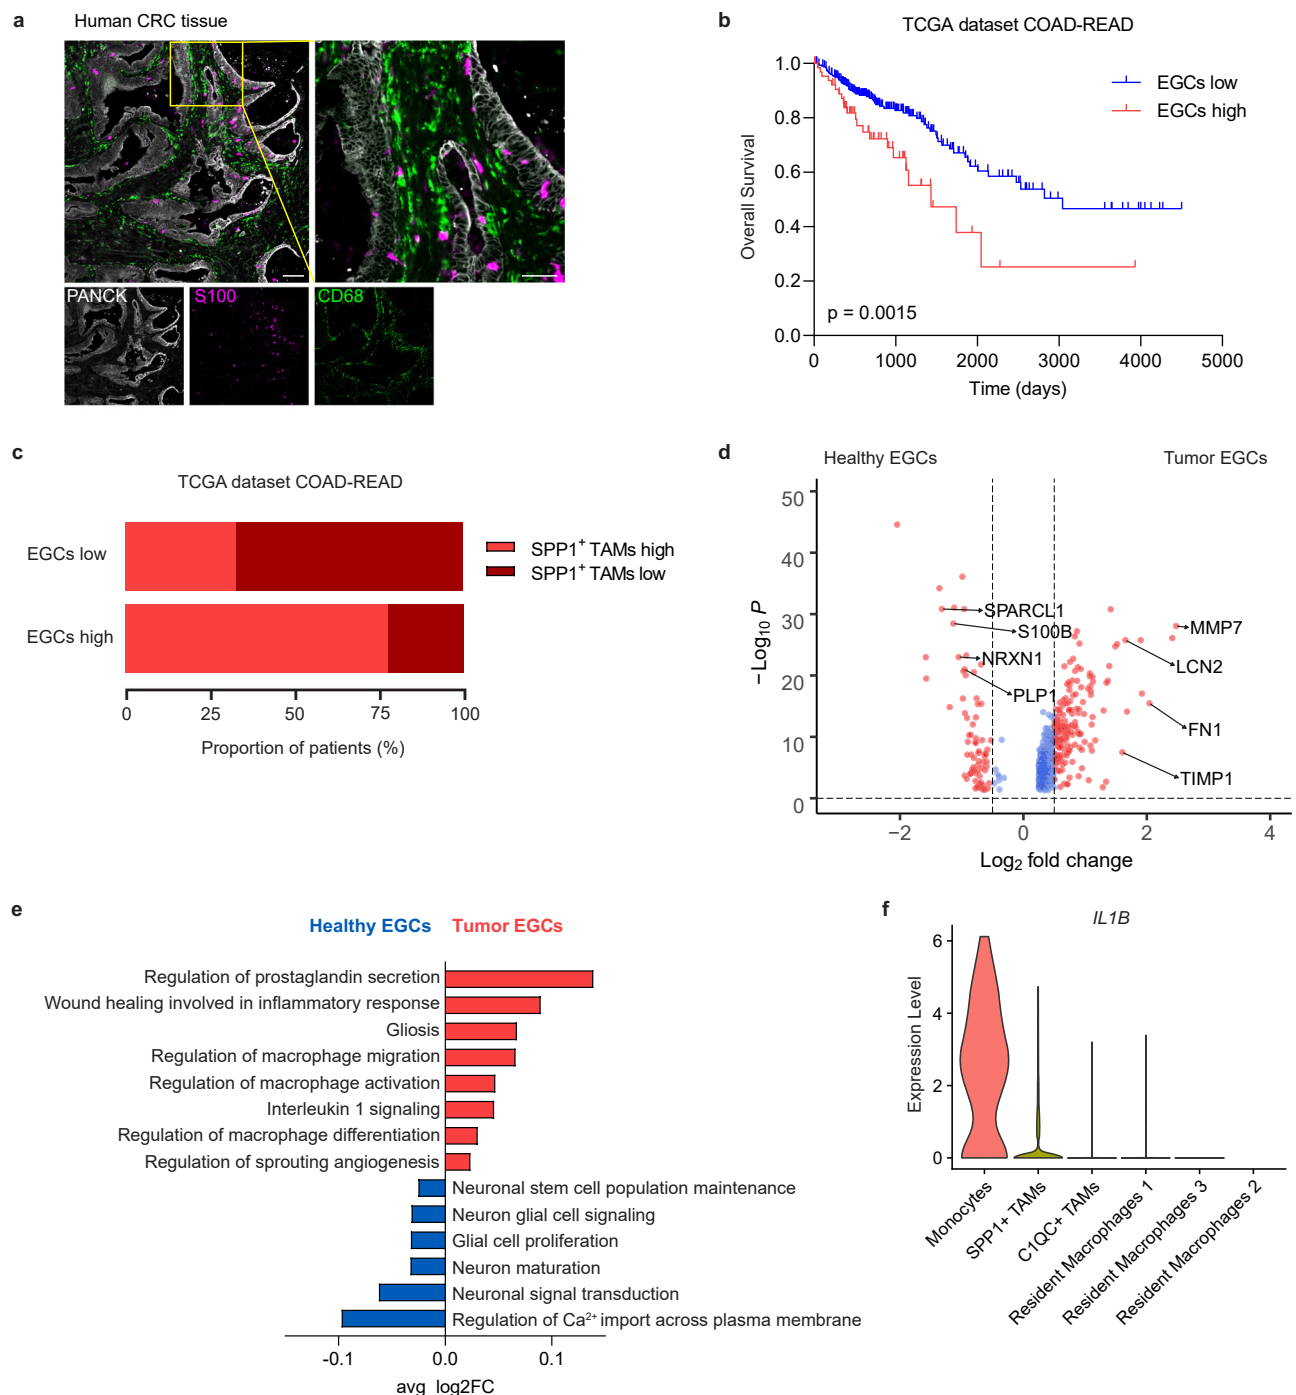 a
Human CRC tissue
PANCK
S100
CD68
b
TCGA dataset COAD-READ
EGCs low
EGCs high
1.0
0.8
0.6
0.4
0.2
0.0
Overall Survival
p = 0.0015
0 1000 2000 3000 4000 5000
Time (days)
c
TCGA dataset COAD-READ
EGCs low
EGCs high
SPP1+ TAMs high
SPP1+ TAMs low
0 25 50 75 100
Proportion of patients (%)
d
Healthy EGCs
Tumor EGCs
50
40
30
20
10
0
−Log10 P
SPARCL1
S100B
NRXN1
PLP1
MMP7
LCN2
FN1
TIMP1
−2 0 2 4
Log2 fold change
e
Healthy EGCs
Tumor EGCs
Regulation of prostaglandin secretion
Wound healing involved in inflammatory response
Gliosis
Regulation of macrophage migration
Regulation of macrophage activation
Interleukin 1 signaling
Regulation of macrophage differentiation
Regulation of sprouting angiogenesis
Neuronal stem cell population maintenance
Neuron glial cell signaling
Glial cell proliferation
Neuron maturation
Neuronal signal transduction
Regulation of Ca2+ import across plasma membrane
-0.1 0.0 0.1
avg_log2FC
f
IL1B
6
4
2
0
Expression Level
Monocytes
SPP1+ TAMs
C1QC+ TAMs
Resident Macrophages 1
Resident Macrophages 3
Resident Macrophages 2